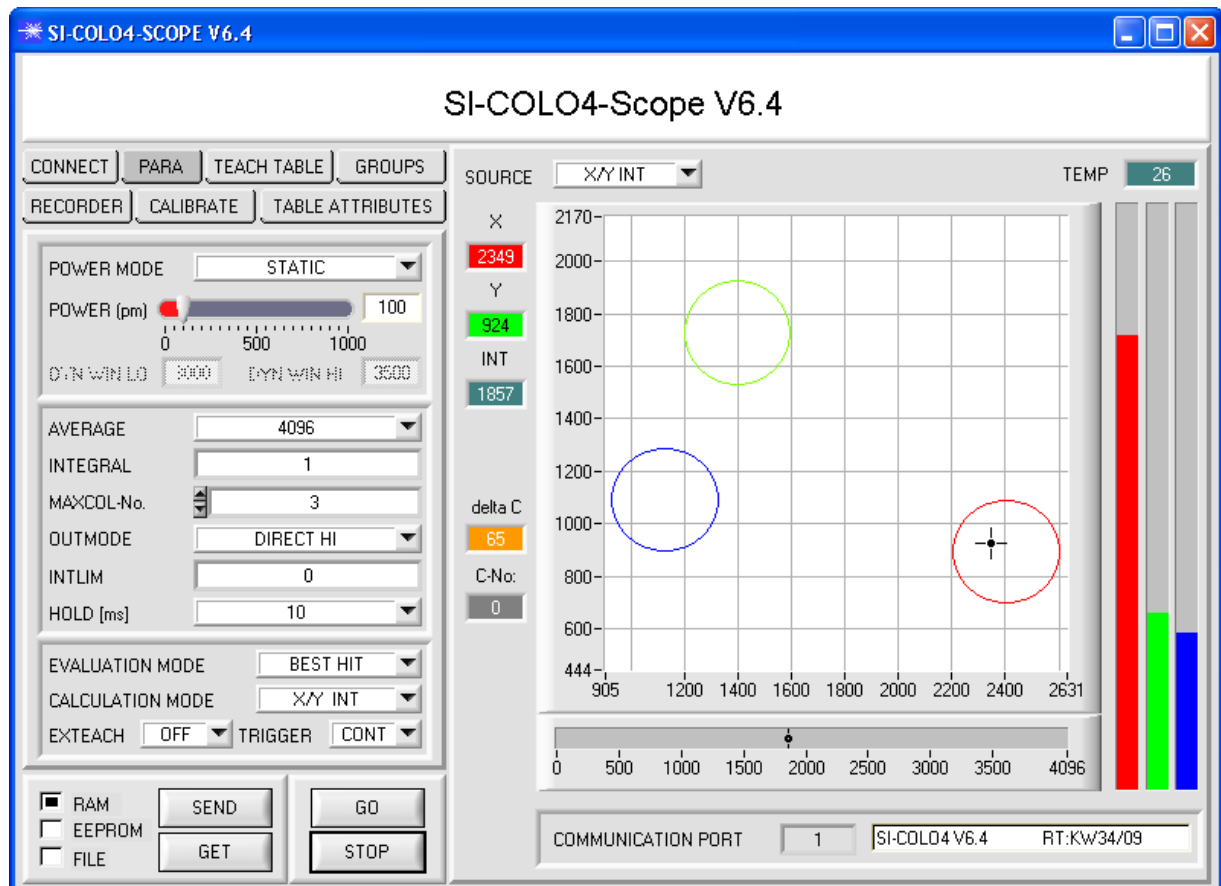 SI-COLO4-SCOPE V6.4
SI-COLO4-Scope V6.4
CONNECT PARA TEACH TABLE GROUPS
RECORDER CALIBRATE TABLE ATTRIBUTES
POWER MODE STATIC
POWER (pm) 100
0 500 1000
DYN WIN LO 3000 DYN WIN HI 3500
AVERAGE 4096
INTEGRAL 1
MAXCOL-No. 3
OUTMODE DIRECT HI
INTLIM 0
HOLD [ms] 10
EVALUATION MODE BEST HIT
CALCULATION MODE X/Y INT
EXTEACH OFF TRIGGER CONT
RAM
EEPROM
FILE
SEND
GET
GO
STOP
SOURCE X/Y INT
TEMP 26
X
2349
Y
924
INT
1857
delta C
65
C-No:
0
2170
2000
1800
1600
1400
1200
1000
800
600
444
905 1200 1400 1600 1800 2000 2200 2400 2631
0 500 1000 1500 2000 2500 3000 3500 4096
COMMUNICATION PORT 1 SI-COLO4 V6.4 RT:KW34/09